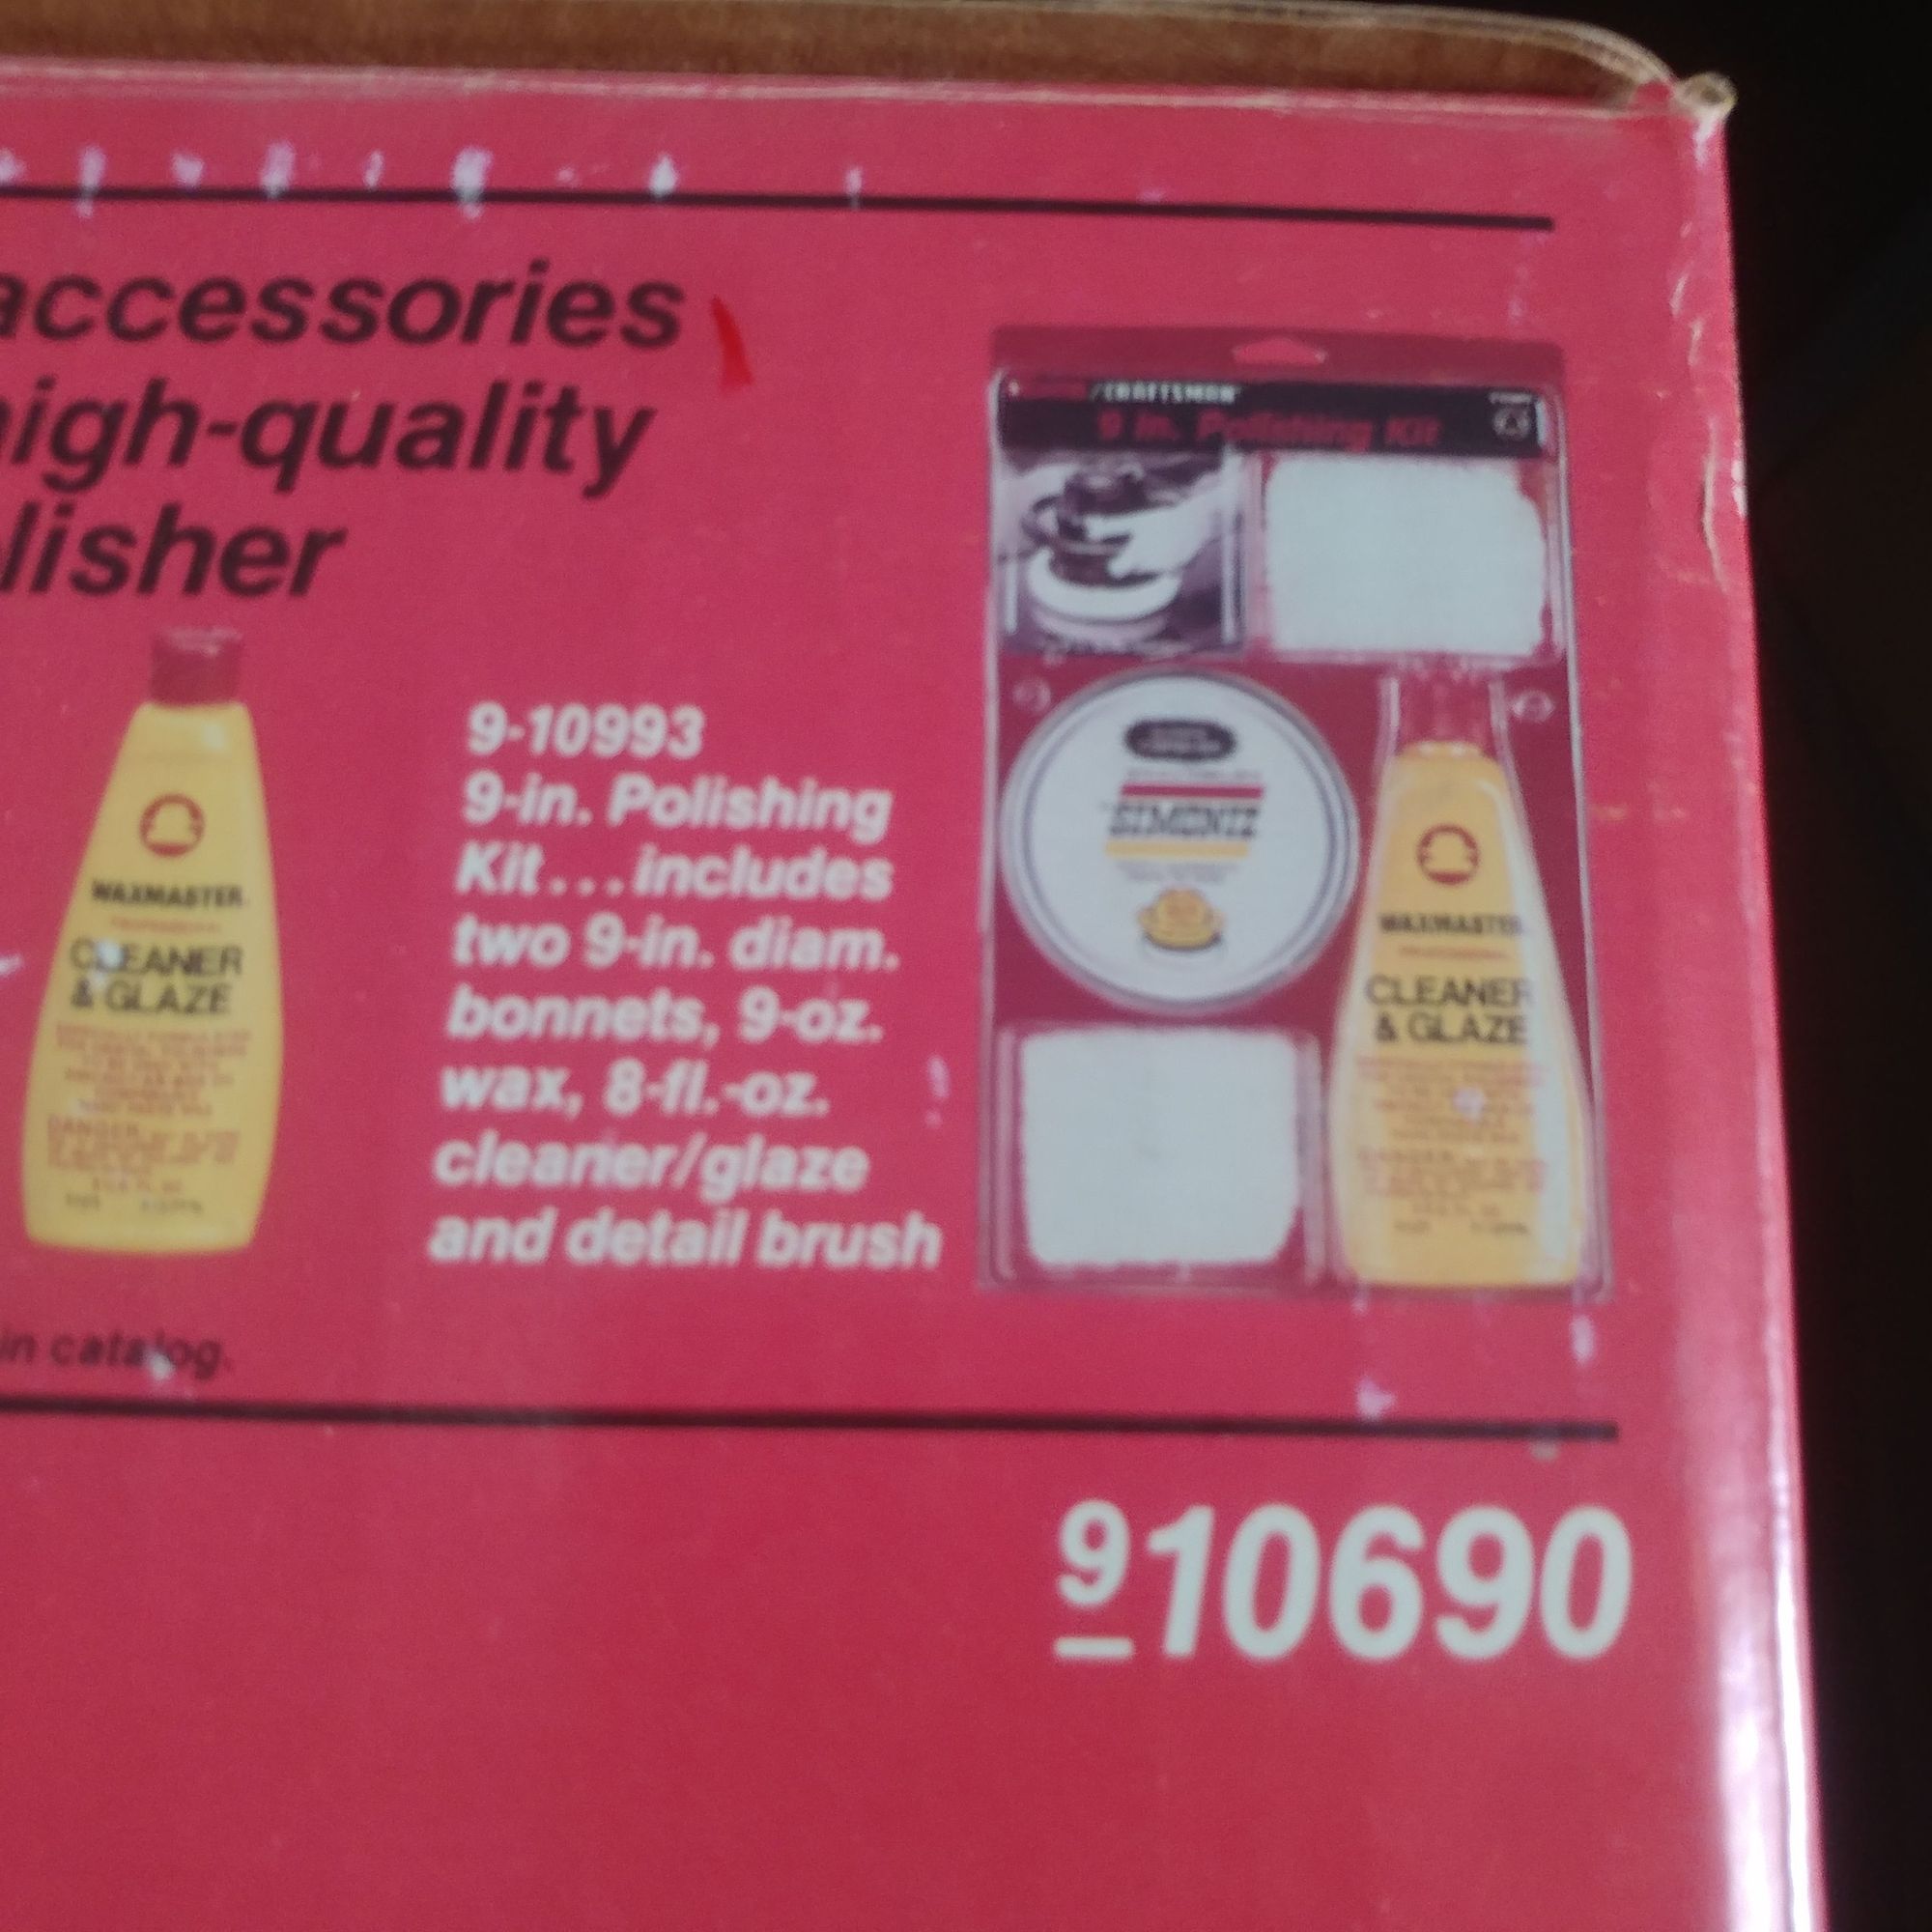 accessories
high-quality
lisher
WAXMASTER
CLEANER
& GLAZE
DANGER
9-10993
9-in. Polishing
Kit...includes
two 9-in. diam.
bonnets, 9-oz.
wax, 8-fl.-oz.
cleaner/glaze
and detail brush
/CRAFTSMAN
9 in. Polishing Kit
SIMONIZ
WAXMASTER
CLEANER
& GLAZE
in catalog.
9 10690